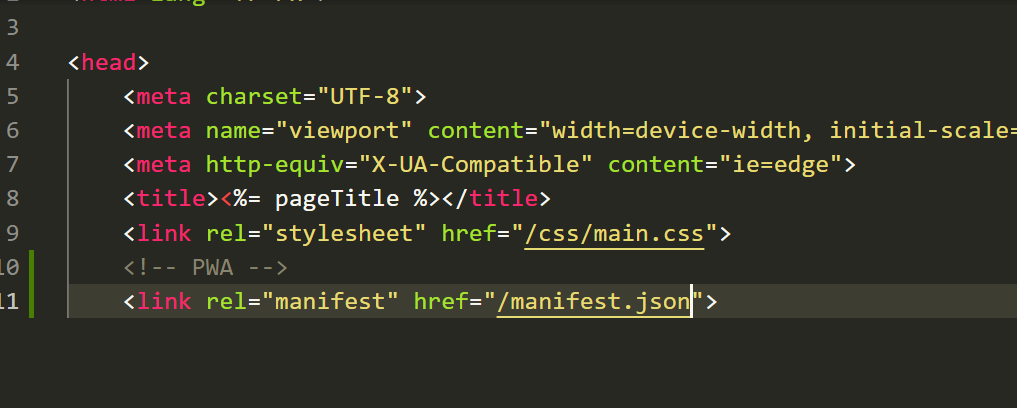 3
4 <head>
5 <meta charset="UTF-8">
6 <meta name="viewport" content="width=device-width, initial-scale=
7 <meta http-equiv="X-UA-Compatible" content="ie=edge">
8 <title><%= pageTitle %></title>
9 <link rel="stylesheet" href="/css/main.css">
10 <!-- PWA -->
11 <link rel="manifest" href="/manifest.json">